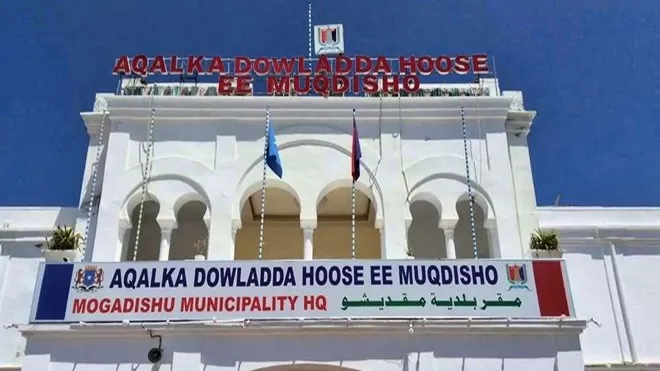 AQALKA DOWLADDA HOOSE
EE MUQDISHO
AQALKA DOWLADDA HOOSE EE MUQDISHO
MOGADISHU MUNICIPALITY HQ مقر بلدية مقديشو